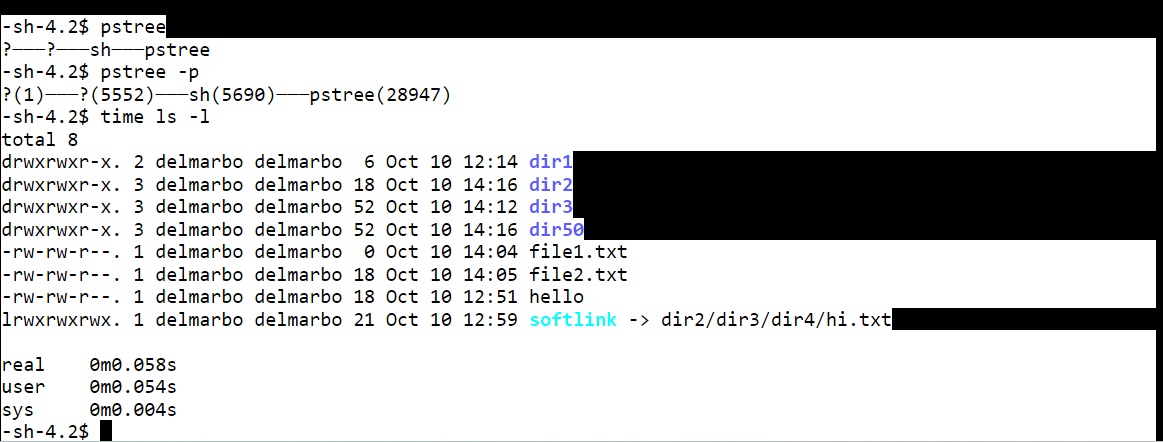 -sh-4.2$ pstree
?───?───sh───pstree
-sh-4.2$ pstree -p
?(1)───?(5552)───sh(5690)───pstree(28947)
-sh-4.2$ time ls -l
total 8
drwxrwxr-x. 2 delmarbo delmarbo  6 Oct 10 12:14 dir1
drwxrwxr-x. 3 delmarbo delmarbo 18 Oct 10 14:16 dir2
drwxrwxr-x. 3 delmarbo delmarbo 52 Oct 10 14:12 dir3
drwxrwxr-x. 3 delmarbo delmarbo 52 Oct 10 14:16 dir50
-rw-rw-r--. 1 delmarbo delmarbo  0 Oct 10 14:04 file1.txt
-rw-rw-r--. 1 delmarbo delmarbo 18 Oct 10 14:05 file2.txt
-rw-rw-r--. 1 delmarbo delmarbo 18 Oct 10 12:51 hello
lrwxrwxrwx. 1 delmarbo delmarbo 21 Oct 10 12:59 softlink -> dir2/dir3/dir4/hi.txt
real    0m0.058s
user    0m0.054s
sys     0m0.004s
-sh-4.2$